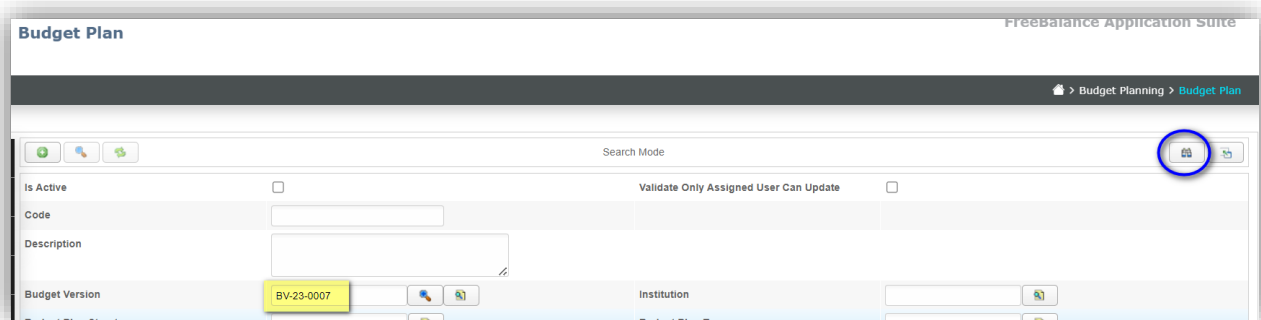 FreeBalance Application Suite
Budget Plan
> Budget Planning > Budget Plan
Search Mode
Is Active
Validate Only Assigned User Can Update
Code
Description
Budget Version BV-23-0007 Institution